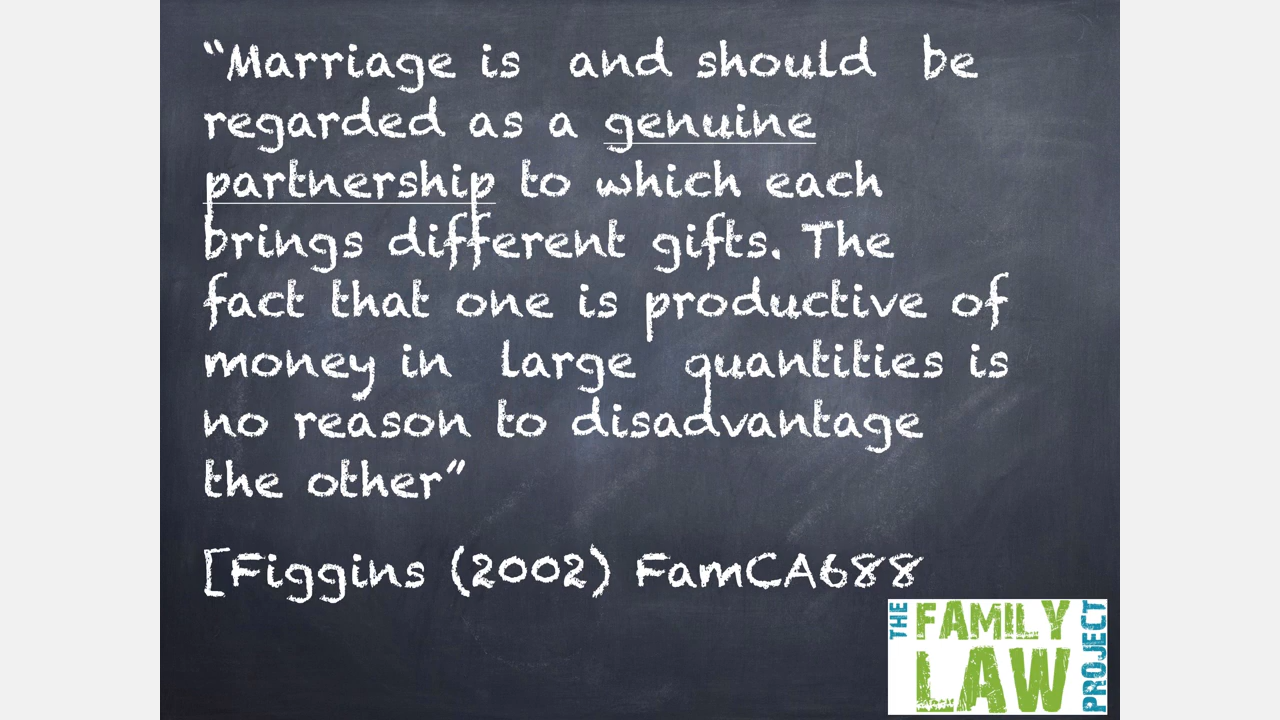 “Marriage is and should be
regarded as a genuine
partnership to which each
brings different gifts. The
fact that one is productive of
money in large quantities is
no reason to disadvantage
the other”
[Figgins (2002) FamCA688
THE
FAMILY
LAW
PROJECT